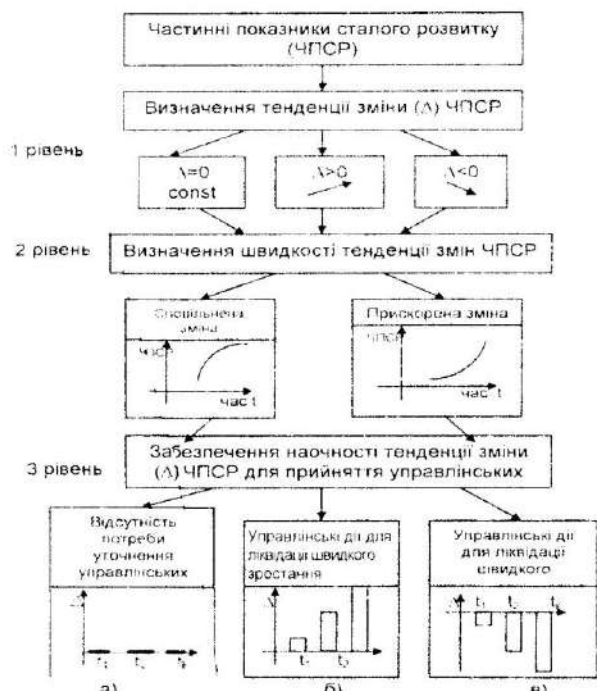 Частинні показники сталого розвитку
(ЧПСР)
Визначення тенденції зміни (Δ) ЧПСР
1 рівень
Δ=0
const
Δ>0
Δ<0
2 рівень
Визначення швидкості тенденції змін ЧПСР
Сповільнена
зміна
ЧПСР
час t
Прискорена зміна
ЧПСР
час t
3 рівень
Забезпечення наочності тенденції зміни
(Δ) ЧПСР для прийняття управлінських
Відсутність
потреби
уточнення
управлінських
Δ
t₁
Управлінські дії для
ліквідації швидкого
зростання
Δ
t₁ t₂
Управлінські дії
для ліквідації
швидкого
Δ t₁
а)
б)
в)